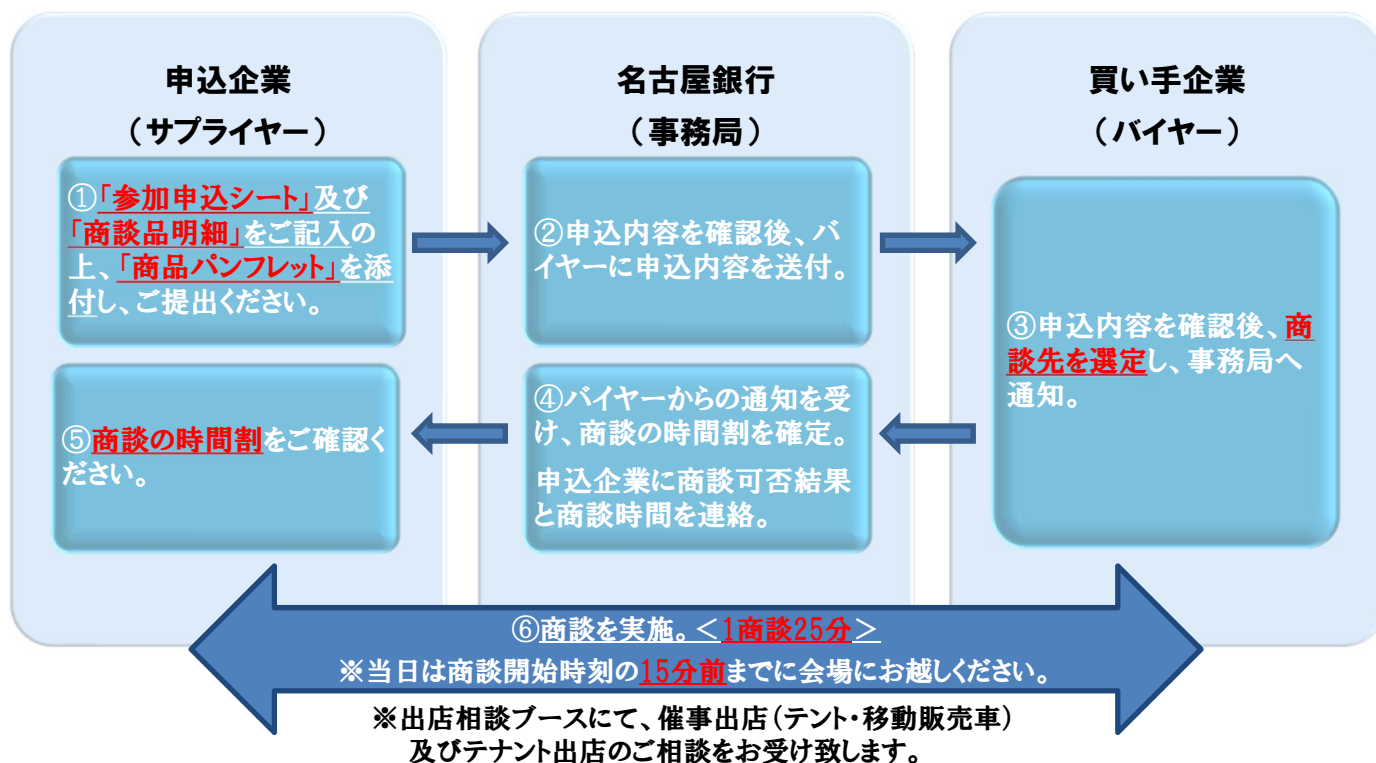 申込企業
（サプライヤー）
①「参加申込シート」及び
「商談品明細」をご記入の
上、「商品パンフレット」を添
付し、ご提出ください。
⑤商談の時間割をご確認く
ださい。
名古屋銀行
（事務局）
②申込内容を確認後、バ
イヤーに申込内容を送付。
④バイヤーからの通知を受
け、商談の時間割を確定。
申込企業に商談可否結果
と商談時間を連絡。
買い手企業
（バイヤー）
③申込内容を確認後、商
談先を選定し、事務局へ
通知。
⑥商談を実施。＜1商談25分＞
※当日は商談開始時刻の15分前までに会場にお越しください。
※出店相談ブースにて、催事出店（テント・移動販売車）
及びテナント出店のご相談をお受け致します。